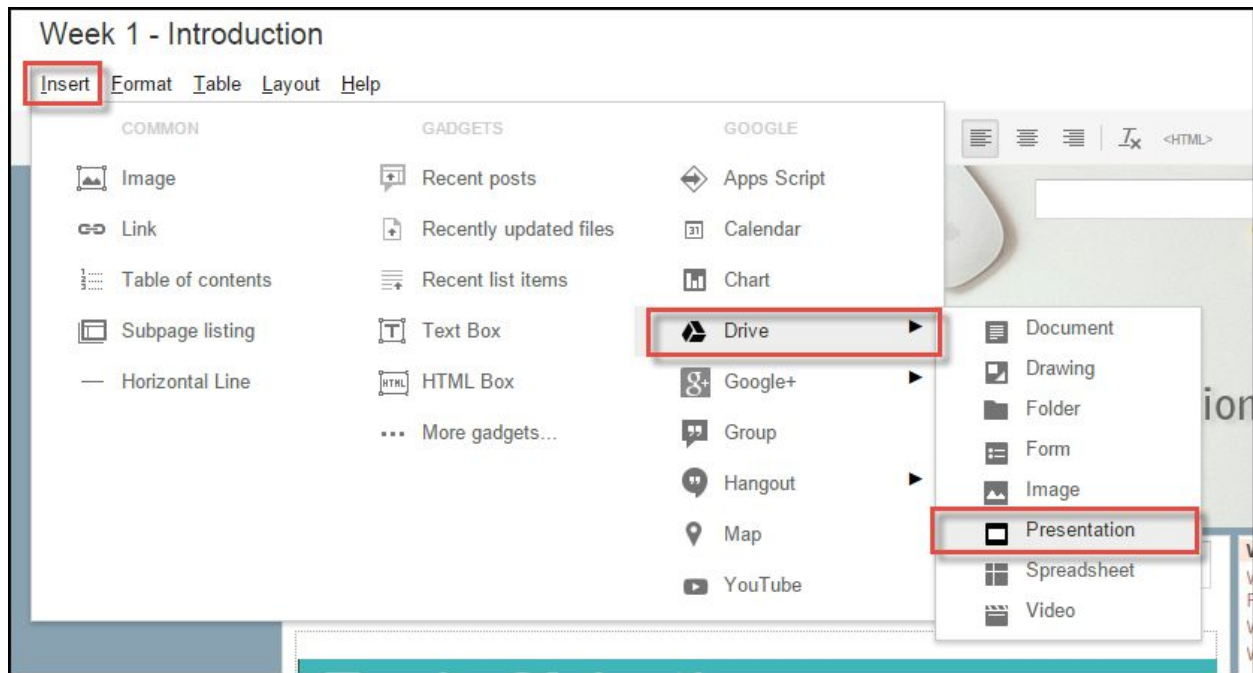 Week 1 - Introduction
Insert Format Table Layout Help
COMMON
Image
Link
Table of contents
Subpage listing
Horizontal Line
GADGETS
Recent posts
Recently updated files
Recent list items
Text Box
HTML Box
More gadgets...
GOOGLE
Apps Script
Calendar
Chart
Drive
Google+
Group
Hangout
Map
YouTube
<HTML>
Document
Drawing
Folder
Form
Image
Presentation
Spreadsheet
Video